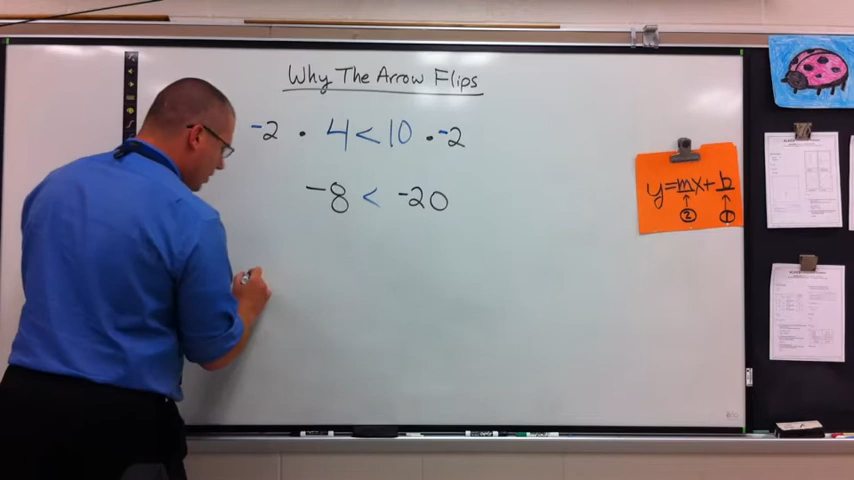 Why The Arrow Flips
-2 · 4 < 10 · -2
-8 < -20
y=mx+b
② ①